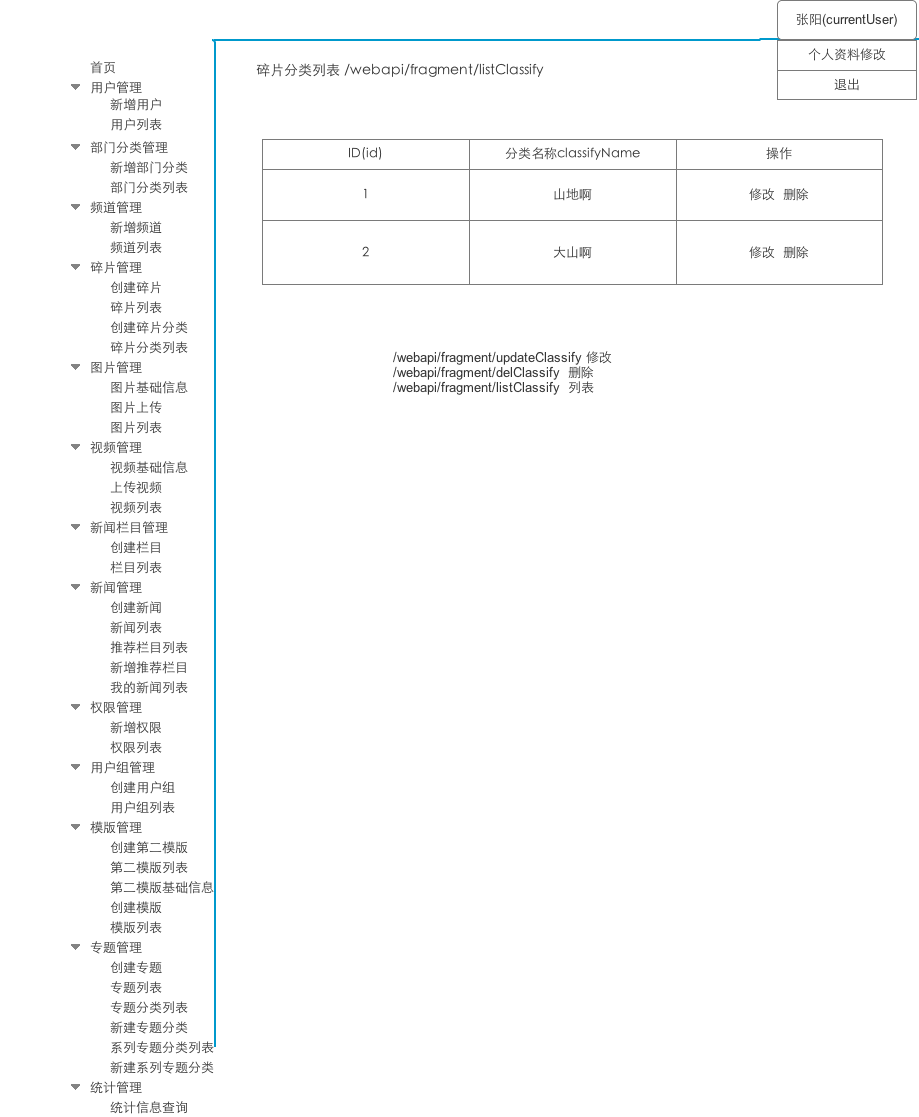 张阳(currentUser)
个人资料修改
退出
首页
用户管理
新增用户
用户列表
部门分类管理
新增部门分类
部门分类列表
频道管理
新增频道
频道列表
碎片管理
创建碎片
碎片列表
创建碎片分类
碎片分类列表
图片管理
图片基础信息
图片上传
图片列表
视频管理
视频基础信息
上传视频
视频列表
新闻栏目管理
创建栏目
栏目列表
新闻管理
创建新闻
新闻列表
推荐栏目列表
新增推荐栏目
我的新闻列表
权限管理
新增权限
权限列表
用户组管理
创建用户组
用户组列表
模版管理
创建第二模版
第二模版列表
第二模版基础信息
创建模版
模版列表
专题管理
创建专题
专题列表
专题分类列表
新建专题分类
系列专题分类列表
新建系列专题分类
统计管理
统计信息查询
碎片分类列表 /webapi/fragment/listClassify
ID(id) 分类名称classifyName 操作
1 山地啊 修改 删除
2 大山啊 修改 删除
/webapi/fragment/updateClassify 修改
/webapi/fragment/delClassify 删除
/webapi/fragment/listClassify 列表